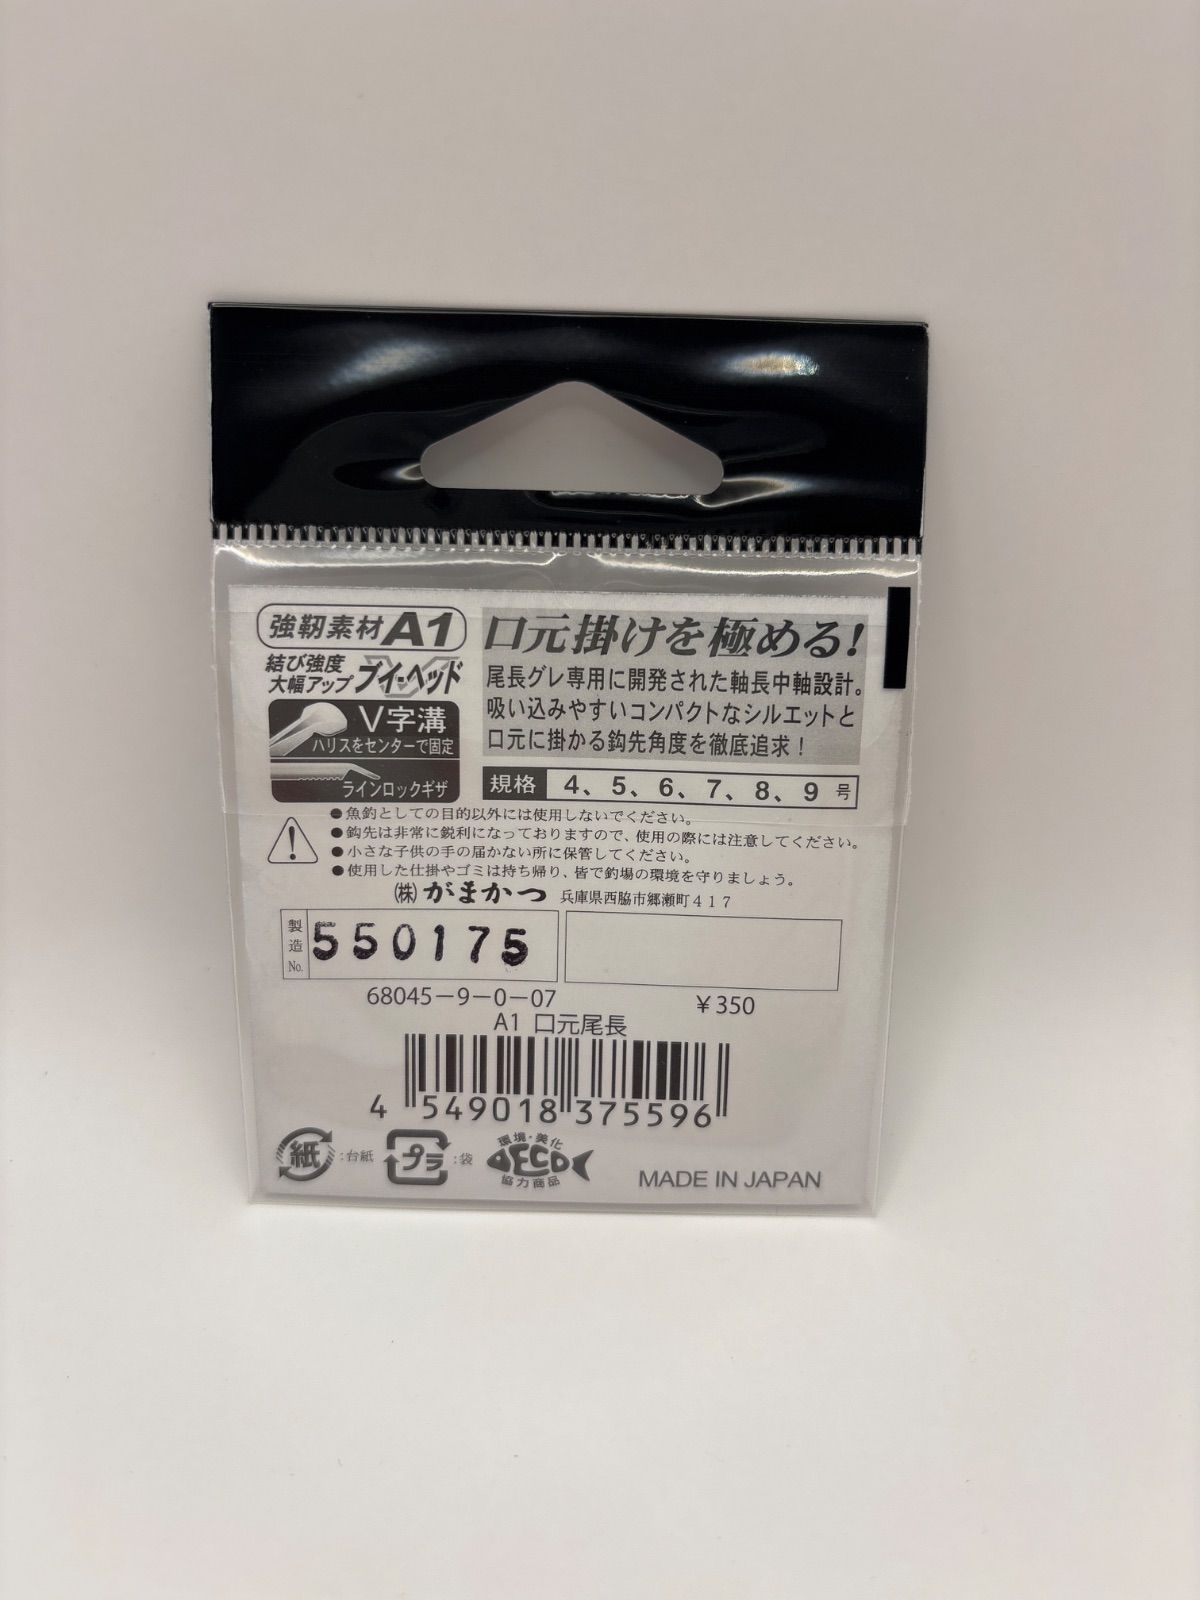 強靭素材 A1
結び強度
大幅アップ ブイ・ヘッド
V字溝
ハリスをセンターで固定
ラインロックギザ
口元掛けを極める!
尾長グレ専用に開発された軸長中軸設計。
吸い込みやすいコンパクトなシルエットと
口元に掛かる鈎先角度を徹底追求!
規格 4、5、6、7、8、9 号
●魚釣としての目的以外には使用しないでください。
●鈎先は非常に鋭利になっておりますので、使用の際には注意してください。
●小さな子供の手の届かない所に保管してください。
●使用した仕掛やゴミは持ち帰り、皆で釣場の環境を守りましょう。
㈱がまかつ 兵庫県西脇市郷瀬町417
製造No. 550175
68045-9-0-07 ¥350
A1 口元尾長
4 549018 375596
紙 :台紙 プラ :袋
環境・美化
ECO
協力商品
MADE IN JAPAN